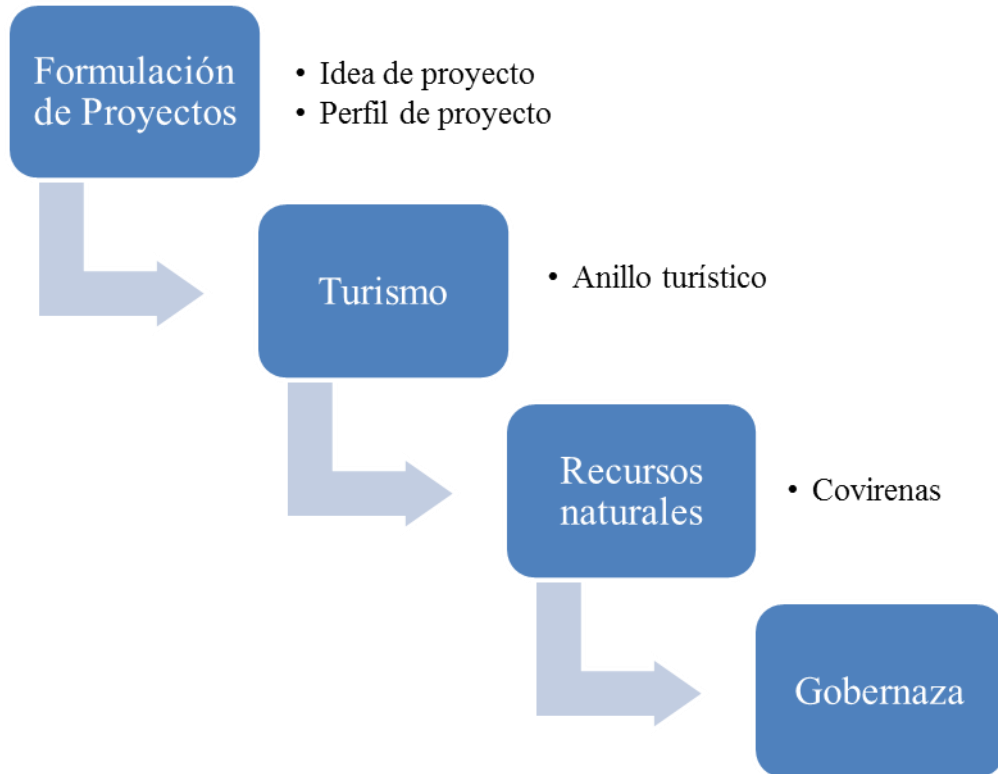 Formulación
de Proyectos
• Idea de proyecto
• Perfil de proyecto
Turismo
• Anillo turístico
Recursos
naturales
• Covirenas
Gobernaza